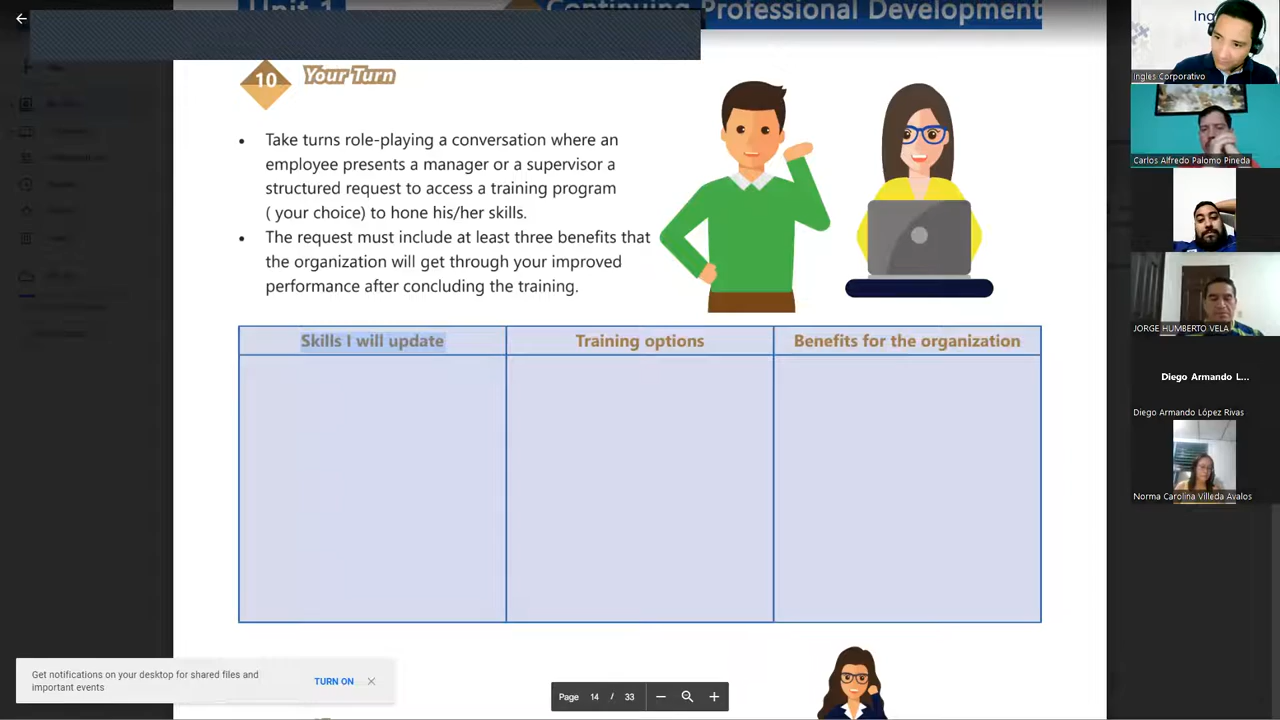 Unit 1
Continuing Professional Development
10
Your Turn
• Take turns role-playing a conversation where an
employee presents a manager or a supervisor a
structured request to access a training program
( your choice) to hone his/her skills.
• The request must include at least three benefits that
the organization will get through your improved
performance after concluding the training.
Skills I will update
Training options
Benefits for the organization
Get notifications on your desktop for shared files and
important events
TURN ON
Page 14 / 33
Ing
Ingles Corporativo
Carlos Alfredo Palomo Pineda
JORGE HUMBERTO VELA
Diego Armando L...
Diego Armando López Rivas
Norma Carolina Villeda Avalos